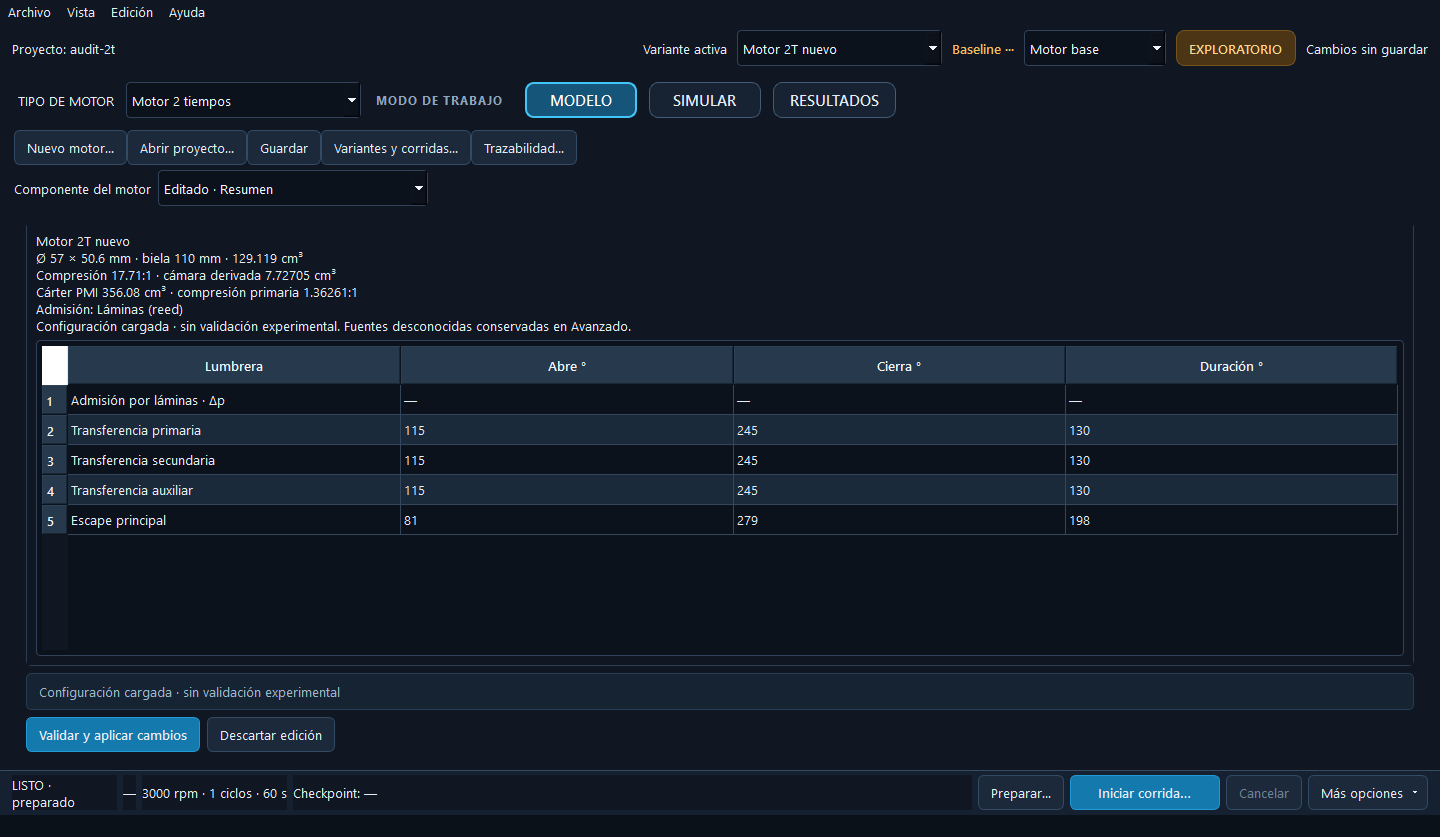 Archivo Vista Edición Ayuda
Proyecto: audit-2t Variante activa Motor 2T nuevo Baseline ··· Motor base EXPLORATORIO Cambios sin guardar
TIPO DE MOTOR Motor 2 tiempos MODO DE TRABAJO MODELO SIMULAR RESULTADOS
Nuevo motor... Abrir proyecto... Guardar Variantes y corridas... Trazabilidad...
Componente del motor Editado · Resumen
Motor 2T nuevo
Ø 57 × 50.6 mm · biela 110 mm · 129.119 cm³
Compresión 17.71:1 · cámara derivada 7.72705 cm³
Cárter PMI 356.08 cm³ · compresión primaria 1.36261:1
Admisión: Láminas (reed)
Configuración cargada · sin validación experimental. Fuentes desconocidas conservadas en Avanzado.
Lumbrera Abre ° Cierra ° Duración °
1 Admisión por láminas · Δp — — —
2 Transferencia primaria 115 245 130
3 Transferencia secundaria 115 245 130
4 Transferencia auxiliar 115 245 130
5 Escape principal 81 279 198
Configuración cargada · sin validación experimental
Validar y aplicar cambios Descartar edición
LISTO ·
preparado — 3000 rpm · 1 ciclos · 60 s Checkpoint: — Preparar... Iniciar corrida... Cancelar Más opciones